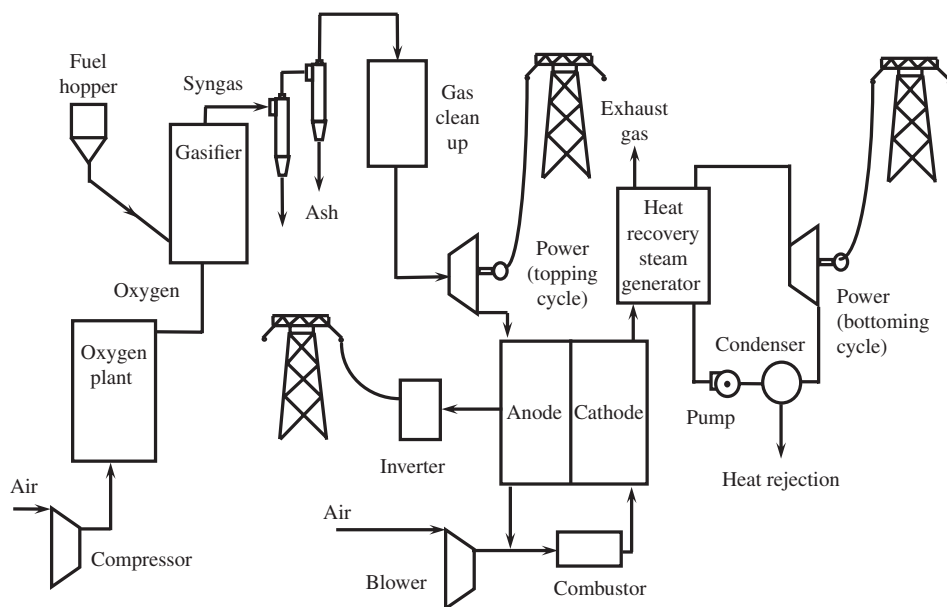 Fuel
hopper
Syngas
Gasifier
Ash
Gas
clean
up
Oxygen
Oxygen
plant
Air
Compressor
Power
(topping
cycle)
Exhaust
gas
Heat
recovery
steam
generator
Power
(bottoming
cycle)
Condenser
Pump
Heat rejection
Anode
Cathode
Inverter
Air
Blower
Combustor